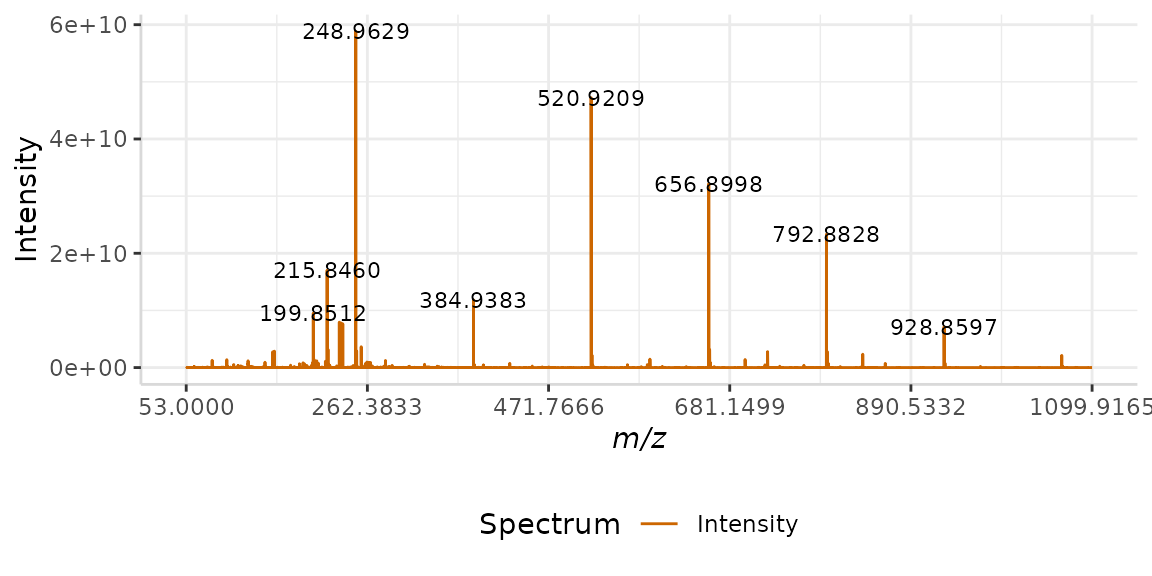 6e+10
248.9629
520.9209
4e+10
656.8998
792.8828
2e+10
215.8460
384.9383
199.8512
928.8597
0e+00
Intensity
53.0000 262.3833 471.7666 681.1499 890.5332 1099.9165
m/z
Spectrum Intensity